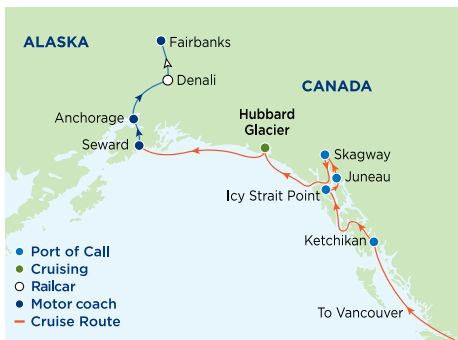 ALASKA
Fairbanks
Denali
CANADA
Anchorage
Hubbard
Glacier
Seward
Skagway
Juneau
Icy Strait Point
Ketchikan
Port of Call
Cruising
Railcar
Motor coach
Cruise Route
To Vancouver